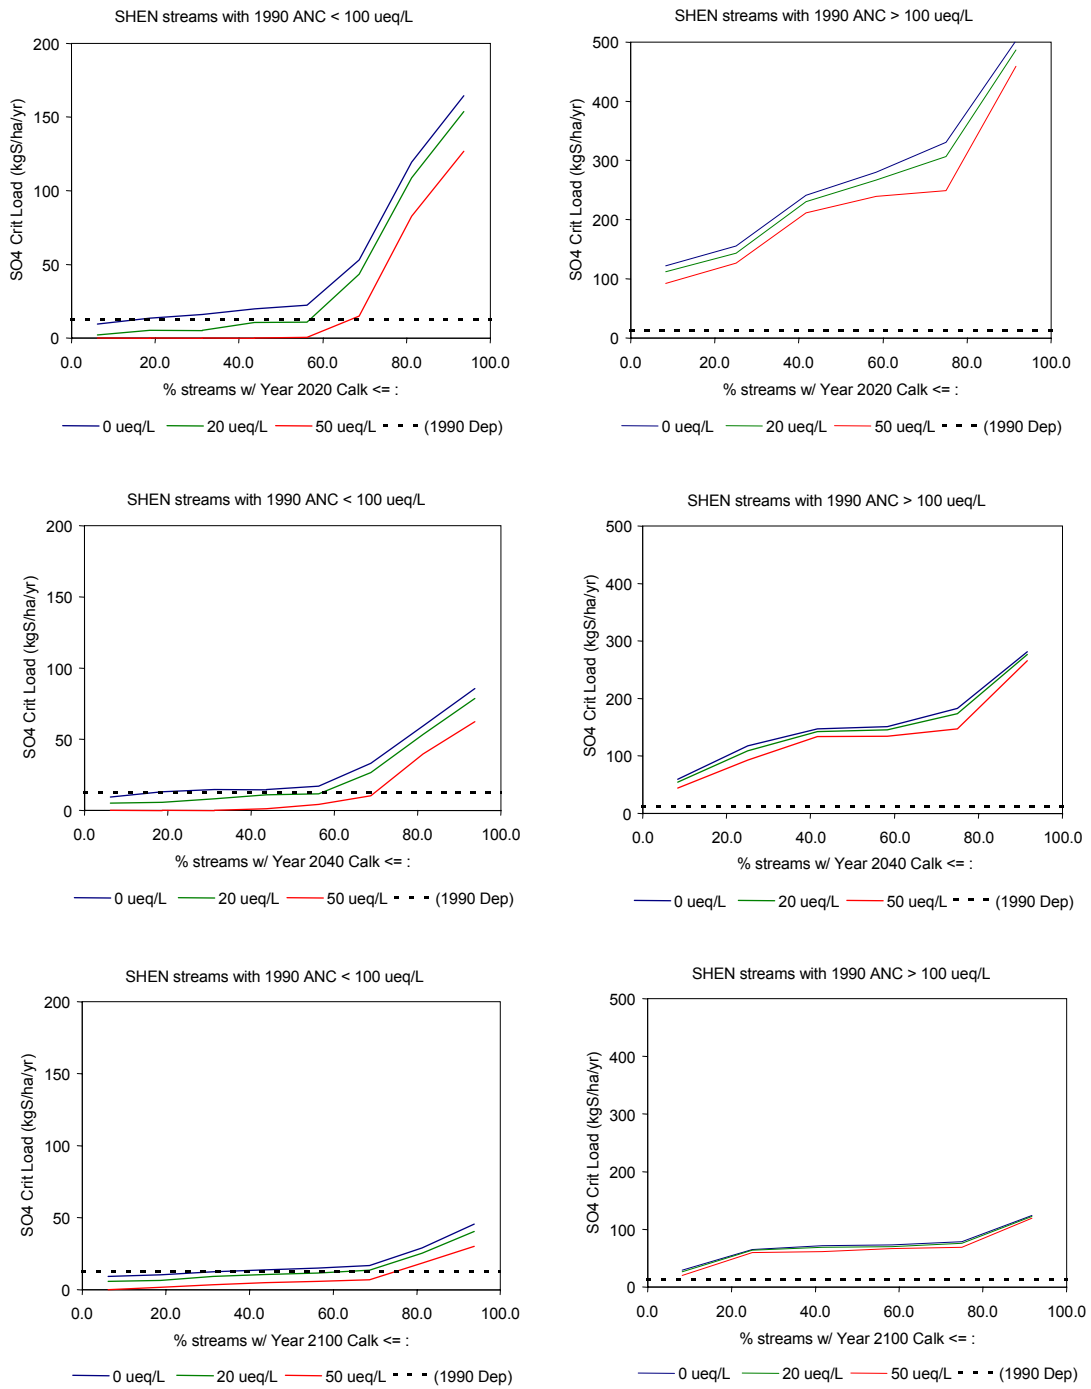 SHEN streams with 1990 ANC < 100 ueq/L
SO4 Crit Load (kgS/ha/yr)
200
150
100
50
0
0.0 20.0 40.0 60.0 80.0 100.0
% streams w/ Year 2020 Calk <= :
0 ueq/L 20 ueq/L 50 ueq/L (1990 Dep)
SHEN streams with 1990 ANC > 100 ueq/L
SO4 Crit Load (kgS/ha/yr)
500
400
300
200
100
0
0.0 20.0 40.0 60.0 80.0 100.0
% streams w/ Year 2020 Calk <= :
0 ueq/L 20 ueq/L 50 ueq/L (1990 Dep)
SHEN streams with 1990 ANC < 100 ueq/L
SO4 Crit Load (kgS/ha/yr)
200
150
100
50
0
0.0 20.0 40.0 60.0 80.0 100.0
% streams w/ Year 2040 Calk <= :
0 ueq/L 20 ueq/L 50 ueq/L (1990 Dep)
SHEN streams with 1990 ANC > 100 ueq/L
SO4 Crit Load (kgS/ha/yr)
500
400
300
200
100
0
0.0 20.0 40.0 60.0 80.0 100.0
% streams w/ Year 2040 Calk <= :
0 ueq/L 20 ueq/L 50 ueq/L (1990 Dep)
SHEN streams with 1990 ANC < 100 ueq/L
SO4 Crit Load (kgS/ha/yr)
200
150
100
50
0
0.0 20.0 40.0 60.0 80.0 100.0
% streams w/ Year 2100 Calk <= :
0 ueq/L 20 ueq/L 50 ueq/L (1990 Dep)
SHEN streams with 1990 ANC > 100 ueq/L
SO4 Crit Load (kgS/ha/yr)
500
400
300
200
100
0
0.0 20.0 40.0 60.0 80.0 100.0
% streams w/ Year 2100 Calk <= :
0 ueq/L 20 ueq/L 50 ueq/L (1990 Dep)